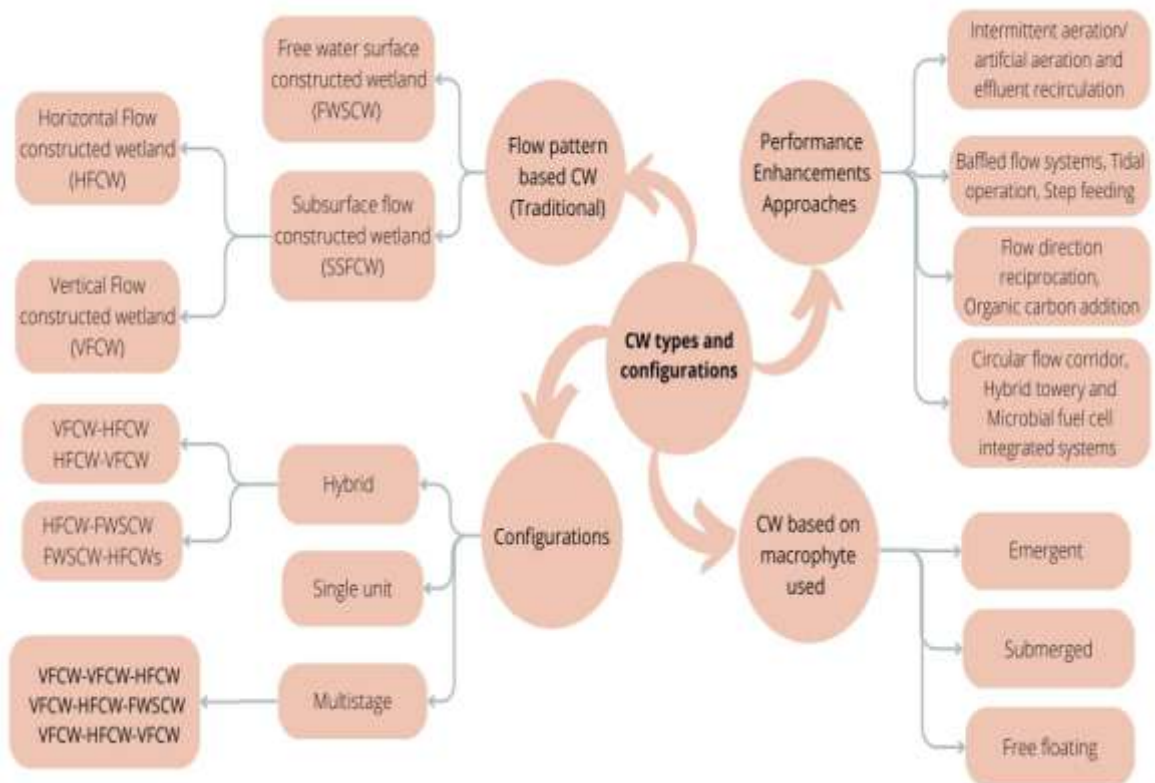 Free water surface
constructed wetland
(FWSCW)
Horizontal Flow
constructed wetland
(HFCW)
Subsurface flow
constructed wetland
(SSFCW)
Vertical Flow
constructed wetland
(VFCW)
Flow pattern
based CW
(Traditional)
Performance
Enhancements
Approaches
Intermittent aeration/
artifcial aeration and
effluent recirculation
Baffled flow systems, Tidal
operation, Step feeding
Flow direction
reciprocation,
Organic carbon addition
Circular flow corridor,
Hybrid towery and
Microbial fuel cell
integrated systems
CW types and
configurations
VFCW-HFCW
HFCW-VFCW
HFCW-FWSCW
FWSCW-HFCWs
Hybrid
Single unit
Multistage
VFCW-VFCW-HFCW
VFCW-HFCW-FWSCW
VFCW-HFCW-VFCW
Configurations
CW based on
macrophyte
used
Emergent
Submerged
Free floating